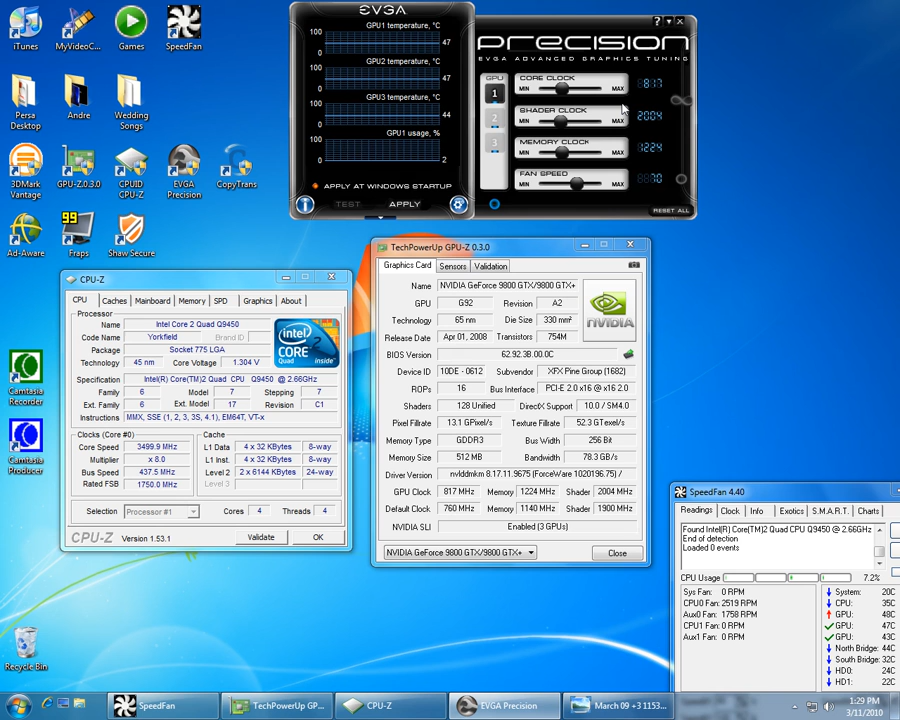 iTunes
MyVideoC...
Games
SpeedFan
Persa Desktop
Andre
Wedding Songs
3DMark Vantage
GPU-Z.0.3.0
CPUID CPU-Z
EVGA Precision
CopyTrans
99
Ad-Aware
Fraps
Shaw Secure
Camtasia Recorder
Camtasia Producer
Recycle Bin
EVGA
GPU1 temperature, °C
100
0
47
GPU2 temperature, °C
100
0
47
GPU3 temperature, °C
100
0
44
GPU1 usage, %
100
0
2
APPLY AT WINDOWS STARTUP
TEST
APPLY
precision
EVGA ADVANCED GRAPHICS TUNING
GPU
1
2
3
CORE CLOCK
MIN MAX
817
SHADER CLOCK
MIN MAX
2004
MEMORY CLOCK
MIN MAX
1224
FAN SPEED
MIN MAX
70
RESET ALL
CPU-Z
CPU Caches Mainboard Memory SPD Graphics About
Processor
Name Intel Core 2 Quad Q9450
Code Name Yorkfield Brand ID
Package Socket 775 LGA
Technology 45 nm Core Voltage 1.304 V
intel CORE 2 Quad inside
Specification Intel(R) Core(TM)2 Quad CPU Q9450 @ 2.66GHz
Family 6 Model 7 Stepping 7
Ext. Family 6 Ext. Model 17 Revision C1
Instructions MMX, SSE (1, 2, 3, 3S, 4.1), EM64T, VT-x
Clocks (Core #0)
Core Speed 3499.9 MHz
Multiplier x 8.0
Bus Speed 437.5 MHz
Rated FSB 1750.0 MHz
Cache
L1 Data 4 x 32 KBytes 8-way
L1 Inst. 4 x 32 KBytes 8-way
Level 2 2 x 6144 KBytes 24-way
Level 3
Selection Processor #1 Cores 4 Threads 4
CPU-Z Version 1.53.1 Validate OK
TechPowerUp GPU-Z 0.3.0
Graphics Card Sensors Validation
Name NVIDIA GeForce 9800 GTX/9800 GTX+
GPU G92 Revision A2
Technology 65 nm Die Size 330 mm²
Release Date Apr 01, 2008 Transistors 754M
NVIDIA
BIOS Version 62.92.3B.00.0C
Device ID 10DE - 0612 Subvendor XFX Pine Group (1682)
ROPs 16 Bus Interface PCI-E 2.0 x16 @ x16 2.0
Shaders 128 Unified DirectX Support 10.0 / SM4.0
Pixel Fillrate 13.1 GPixel/s Texture Fillrate 52.3 GTexel/s
Memory Type GDDR3 Bus Width 256 Bit
Memory Size 512 MB Bandwidth 78.3 GB/s
Driver Version nvlddmkm 8.17.11.9675 (ForceWare 1020196.75) /
GPU Clock 817 MHz Memory 1224 MHz Shader 2004 MHz
Default Clock 760 MHz Memory 1140 MHz Shader 1900 MHz
NVIDIA SLI Enabled (3 GPUs)
NVIDIA GeForce 9800 GTX/9800 GTX+ Close
SpeedFan 4.40
Readings Clock Info Exotics S.M.A.R.T. Charts
Found Intel(R) Core(TM)2 Quad CPU Q9450 @ 2.66GHz
End of detection
Loaded 0 events
CPU Usage 7.2%
Sys Fan: 0 RPM
CPU0 Fan: 2519 RPM
Aux0 Fan: 1758 RPM
CPU1 Fan: 0 RPM
Aux1 Fan: 0 RPM
System: 20C
CPU: 35C
GPU: 48C
GPU: 47C
GPU: 43C
North Bridge: 44C
South Bridge: 32C
HD0: 24C
HD1: 22C
SpeedFan
TechPowerUp GP...
CPU-Z
EVGA Precision
March 09 +3 1153...
1:29 PM
3/11/2010